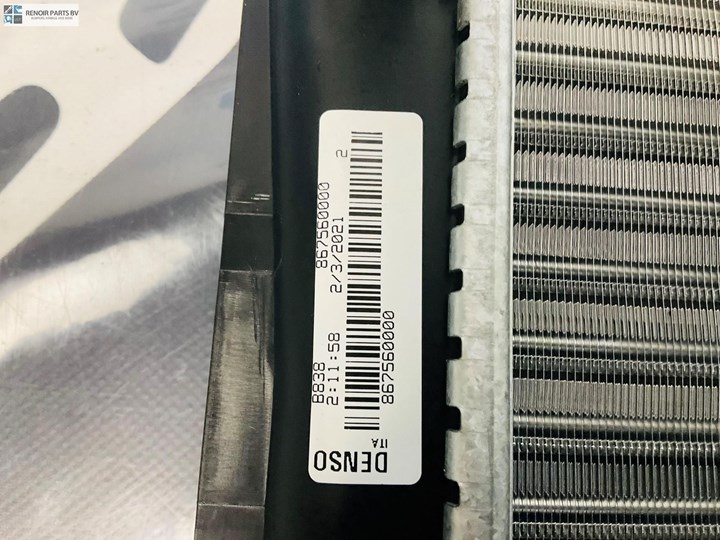 RENOIR PARTS BV
B838 867560000
2:11:58 2/3/2021 2
867560000
DENSO
ITA